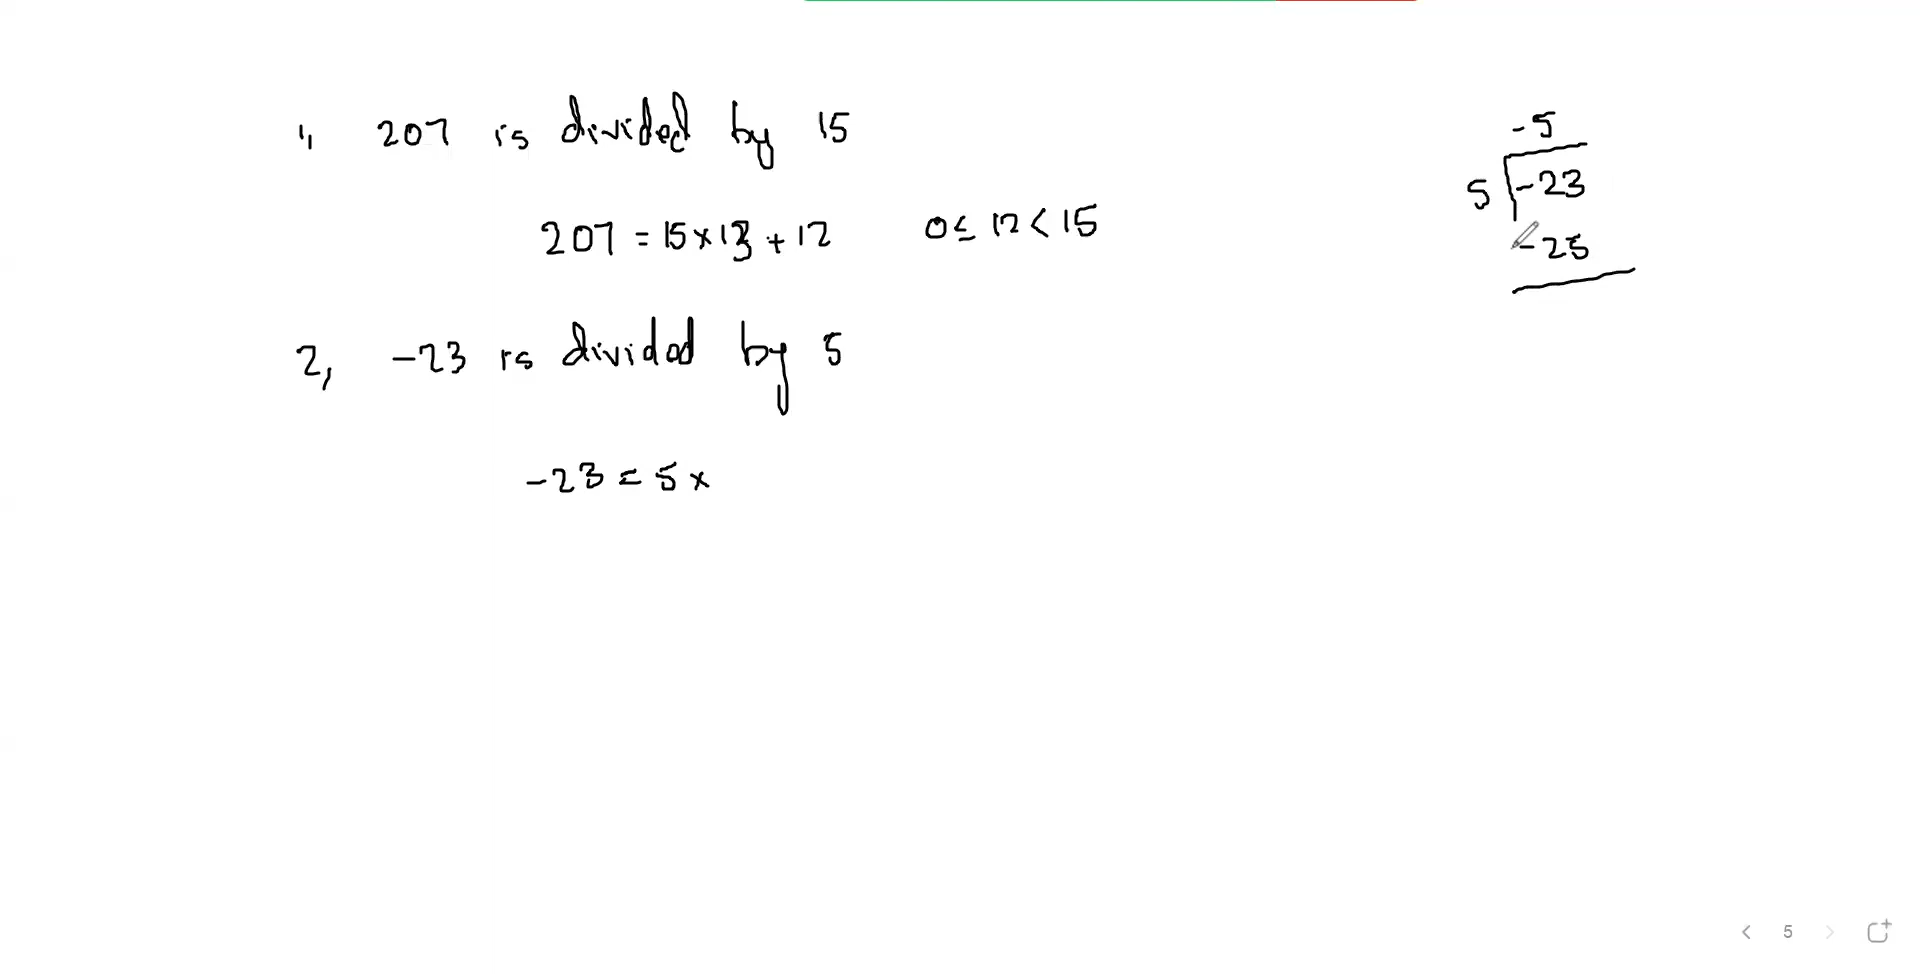 1, 207 is divided by 15
207 = 15 × 13 + 12 0 ≤ 12 < 15
2, -23 is divided by 5
-23 = 5 ×
-5
5 -23
-25
5